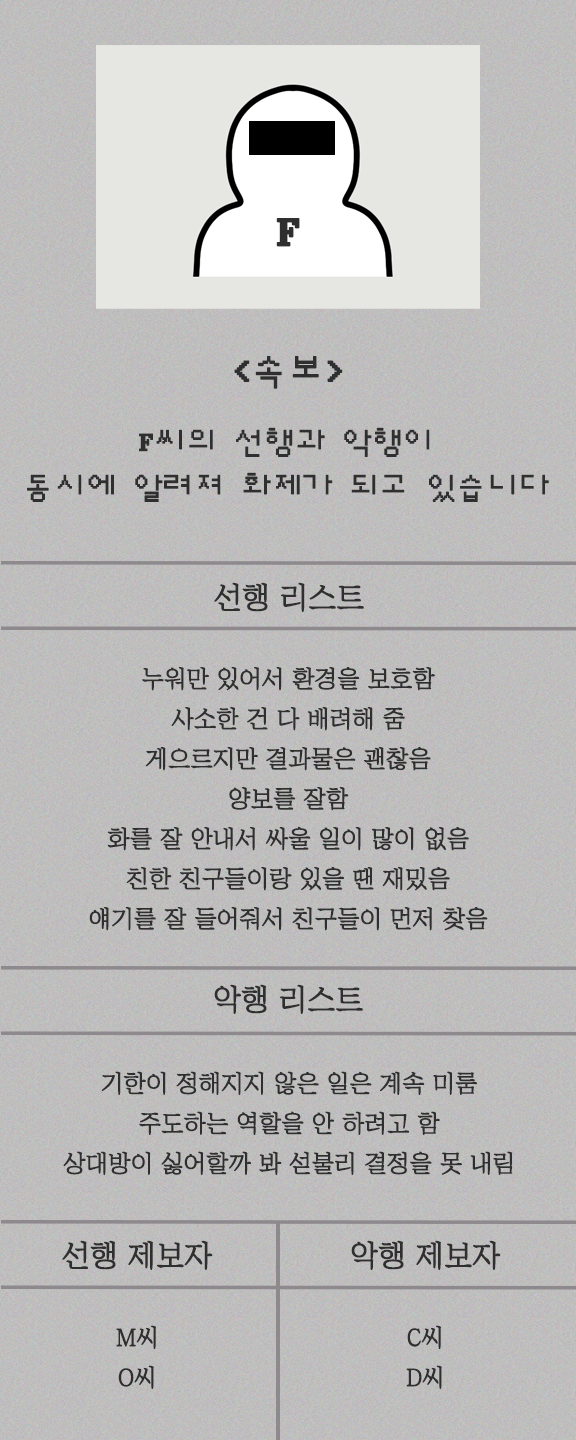 F
<속보>
F씨의 선행과 악행이
동시에 알려져 화제가 되고 있습니다
선행 리스트
누워만 있어서 환경을 보호함
사소한 건 다 배려해 줌
게으르지만 결과물은 괜찮음
양보를 잘함
화를 잘 안내서 싸울 일이 많이 없음
친한 친구들이랑 있을 땐 재밌음
얘기를 잘 들어줘서 친구들이 먼저 찾음
악행 리스트
기한이 정해지지 않은 일은 계속 미룸
주도하는 역할을 안 하려고 함
상대방이 싫어할까 봐 섣불리 결정을 못 내림
선행 제보자
악행 제보자
M씨
C씨
O씨
D씨